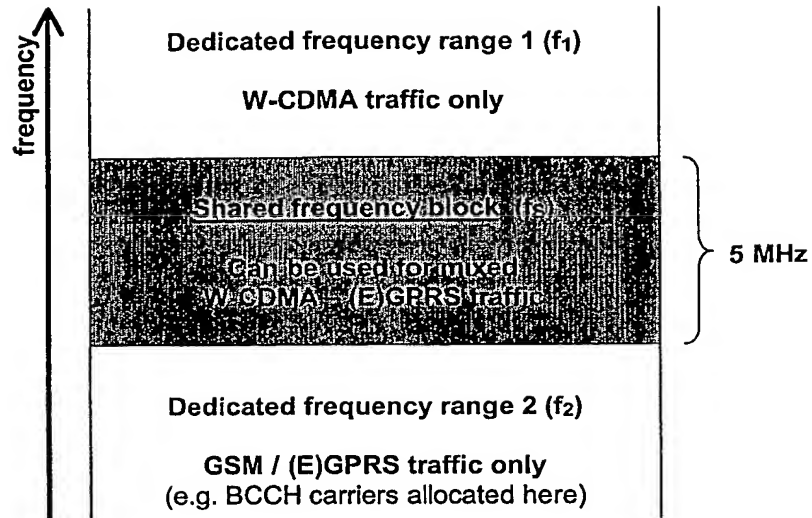 frequency
Dedicated frequency range 1 (f1)
W-CDMA traffic only
Shared frequency block (fs)
Can be used for mixed
W CDMA – (E)GPRS traffic
5 MHz
Dedicated frequency range 2 (f2)
GSM / (E)GPRS traffic only
(e.g. BCCH carriers allocated here)